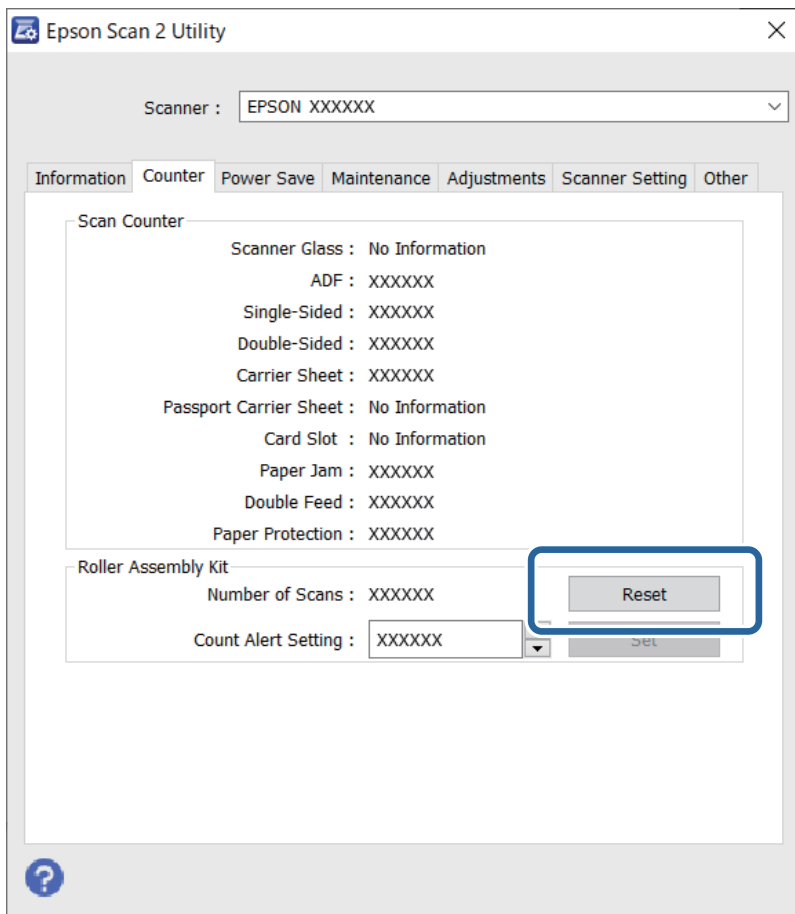 Epson Scan 2 Utility
Scanner : EPSON XXXXXX
Information Counter Power Save Maintenance Adjustments Scanner Setting Other
Scan Counter
Scanner Glass : No Information
ADF : XXXXXX
Single-Sided : XXXXXX
Double-Sided : XXXXXX
Carrier Sheet : XXXXXX
Passport Carrier Sheet : No Information
Card Slot : No Information
Paper Jam : XXXXXX
Double Feed : XXXXXX
Paper Protection : XXXXXX
Roller Assembly Kit
Number of Scans : XXXXXX Reset
Count Alert Setting : XXXXXX Set
?